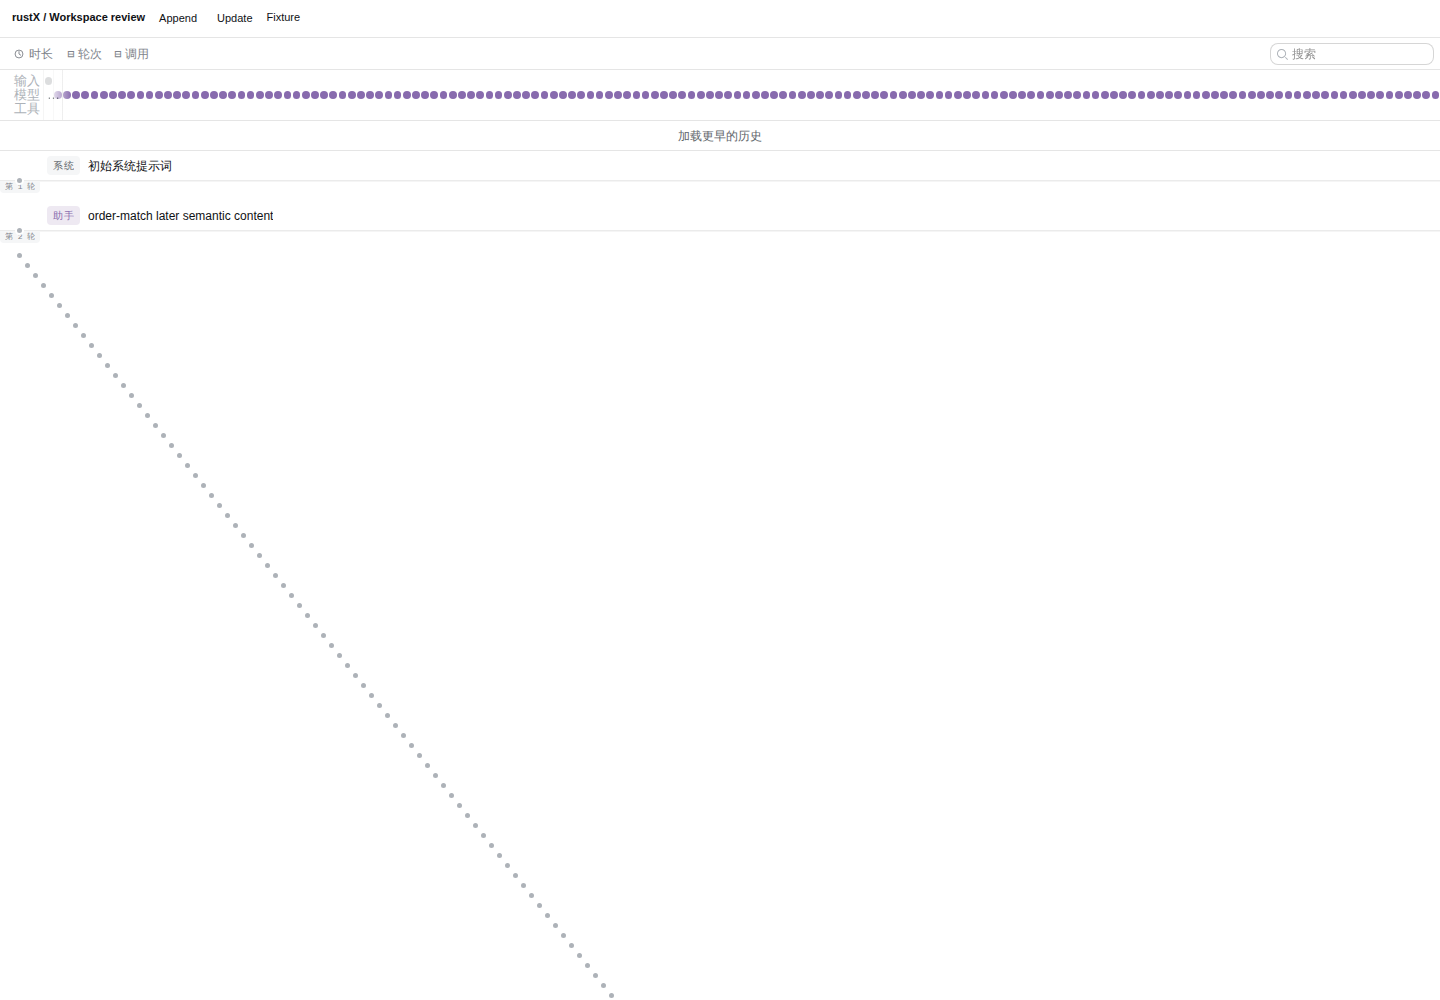 rustX / Workspace review Append Update Fixture
时长 轮次 调用 搜索
输入
模型
工具
加载更早的历史
系统 初始系统提示词
第 1 轮
助手 order-match later semantic content
第 2 轮